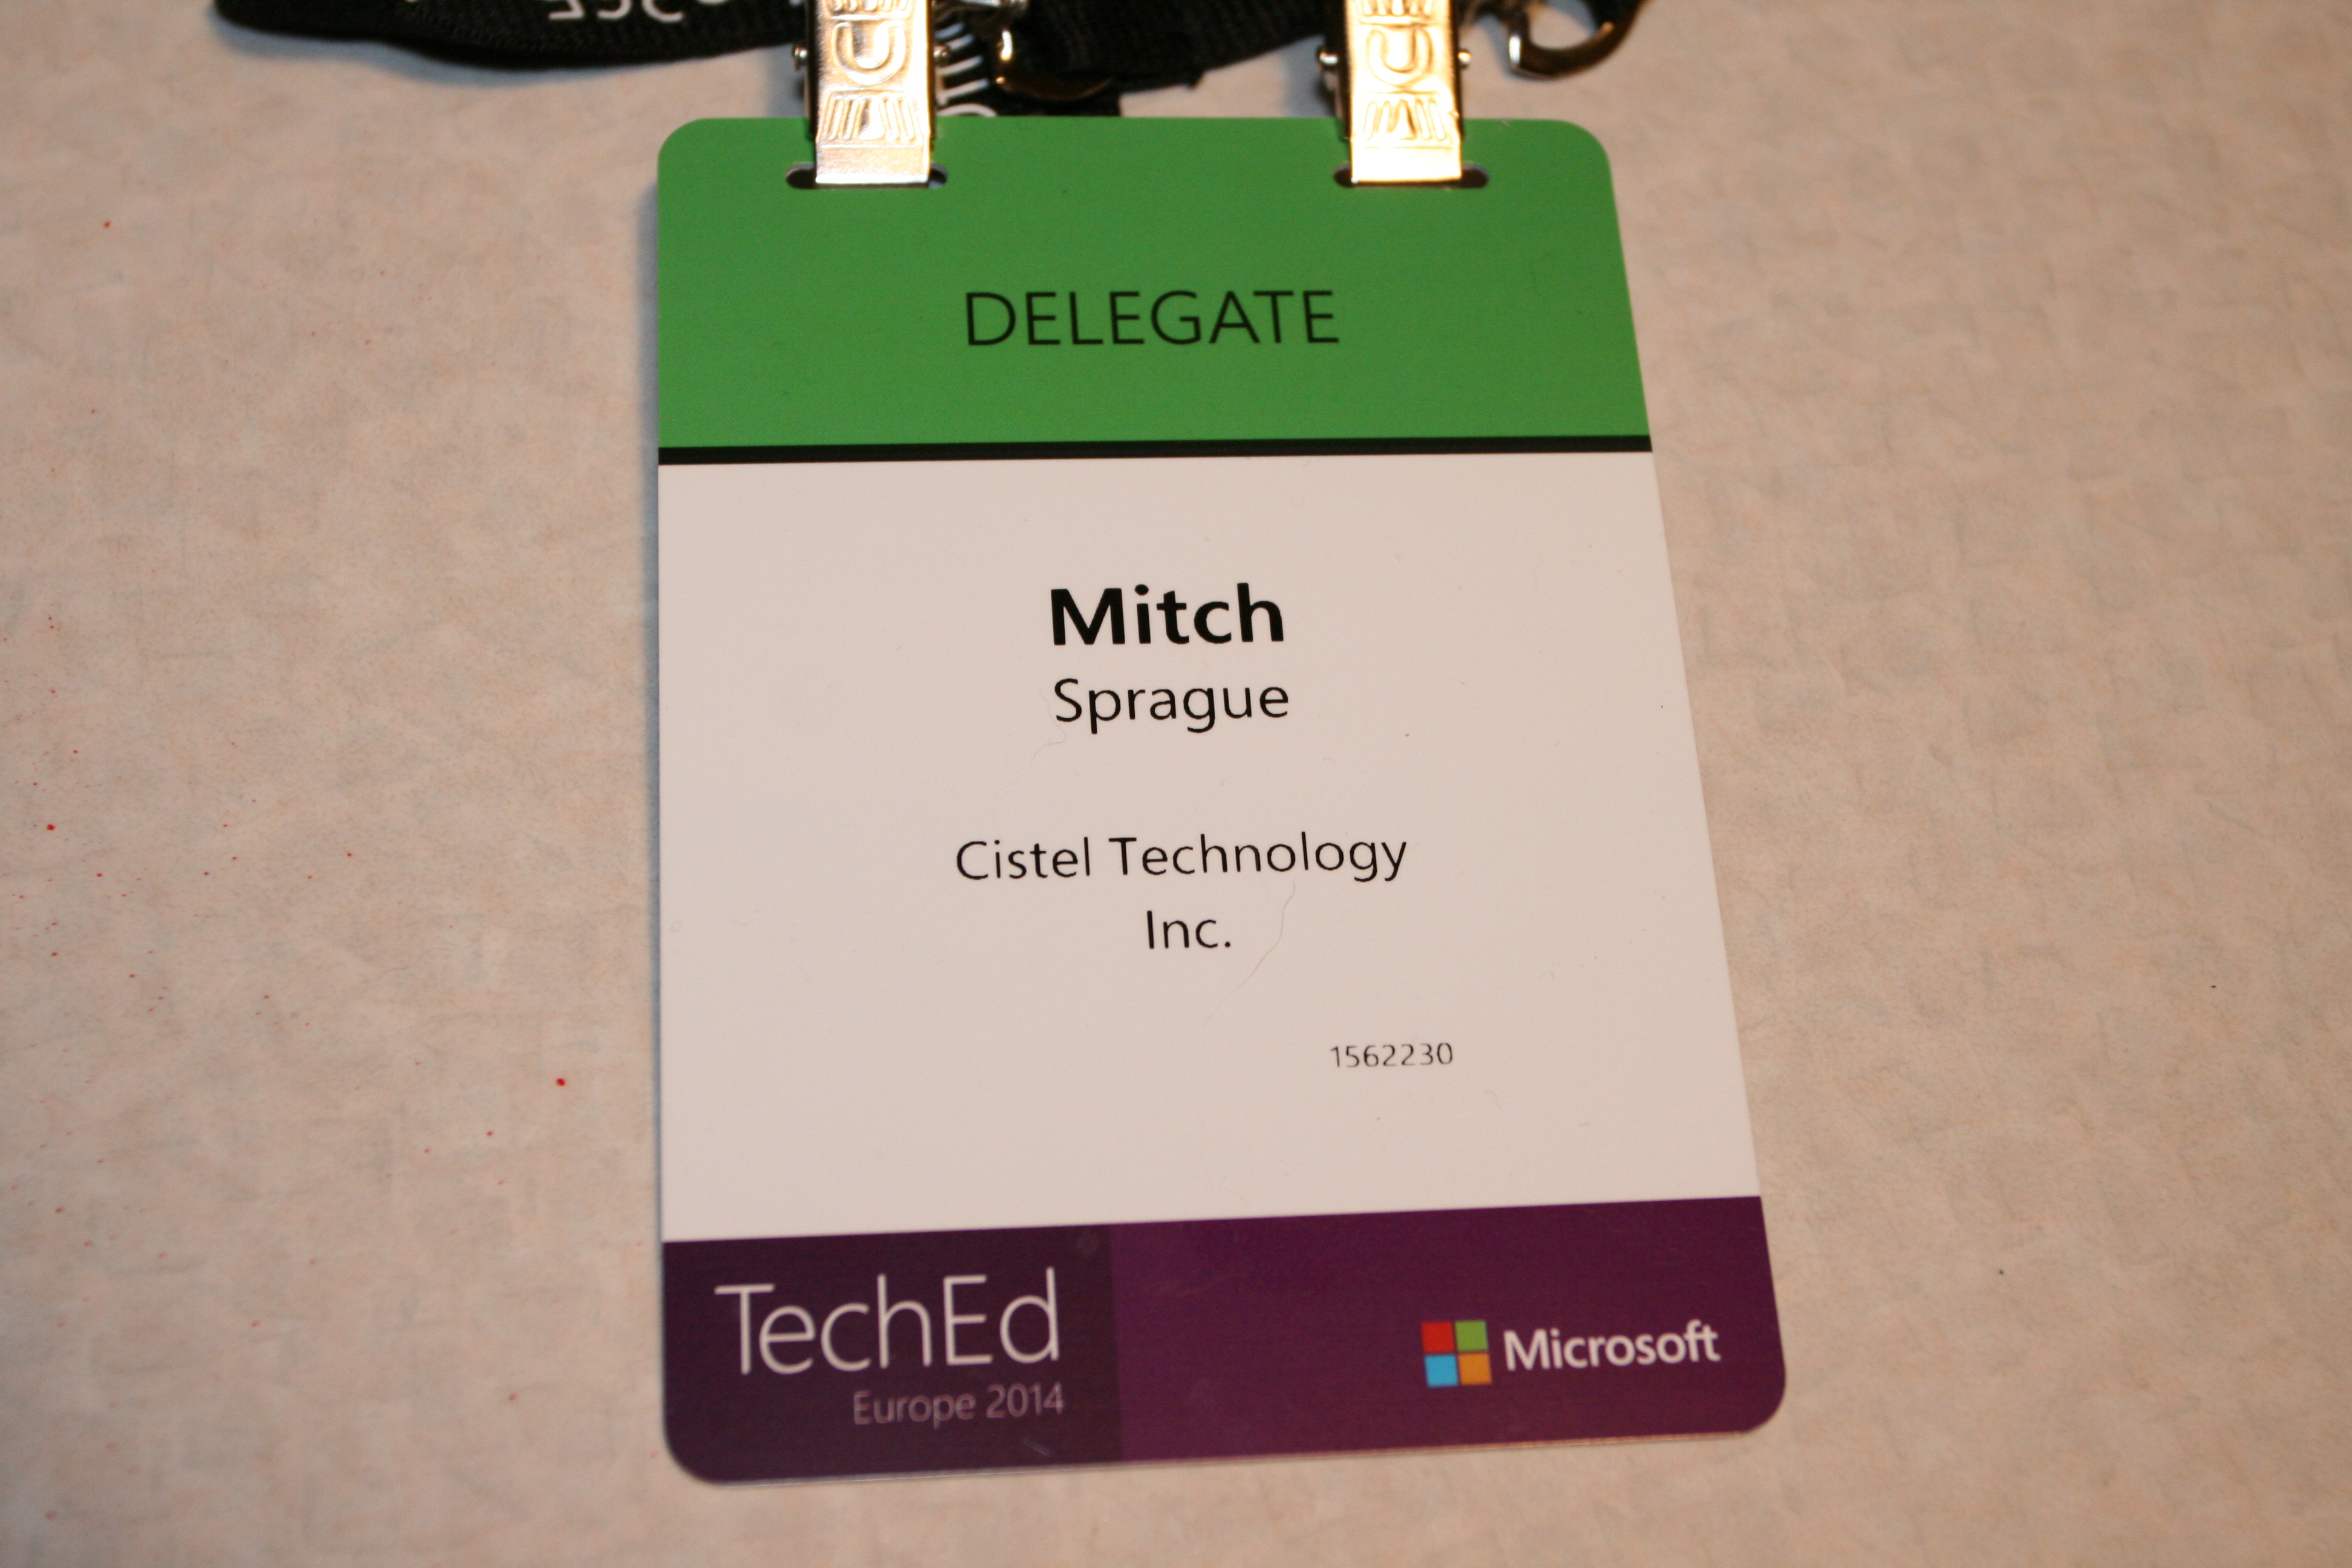 DELEGATE
Mitch
Sprague
Cistel Technology
Inc.
1562230
TechEd
Europe 2014
Microsoft